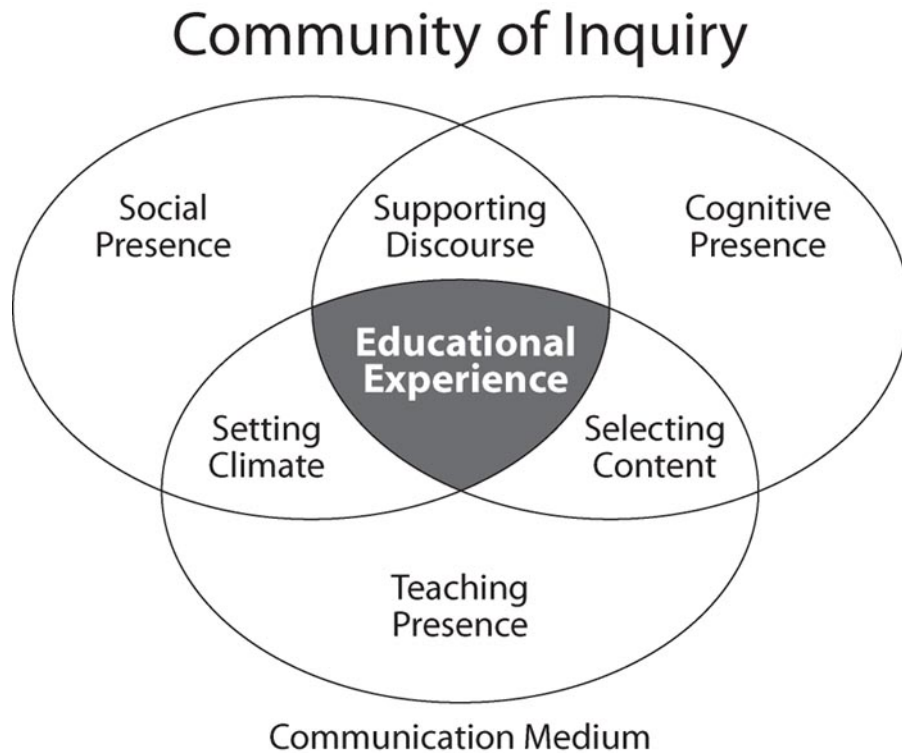 Community of Inquiry
Social
Presence
Supporting
Discourse
Cognitive
Presence
Educational
Experience
Setting
Climate
Selecting
Content
Teaching
Presence
Communication Medium